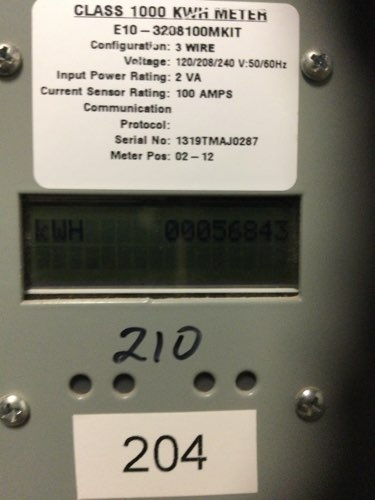 CLASS 1000 KWH METER
E10-3208100MKIT
Configuration: 3 WIRE
Voltage: 120/208/240 V:50/60Hz
Input Power Rating: 2 VA
Current Sensor Rating: 100 AMPS
Communication
Protocol:
Serial No: 1319TMAJ0287
Meter Pos: 02-12
kWH 00056843
210
204